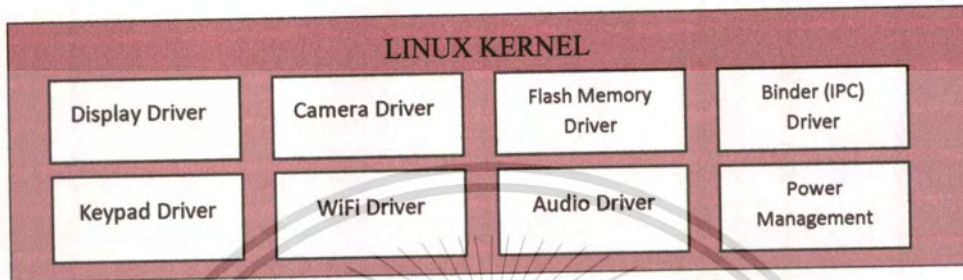 LINUX KERNEL
Display Driver
Camera Driver
Flash Memory
Driver
Binder (IPC)
Driver
Keypad Driver
WiFi Driver
Audio Driver
Power
Management